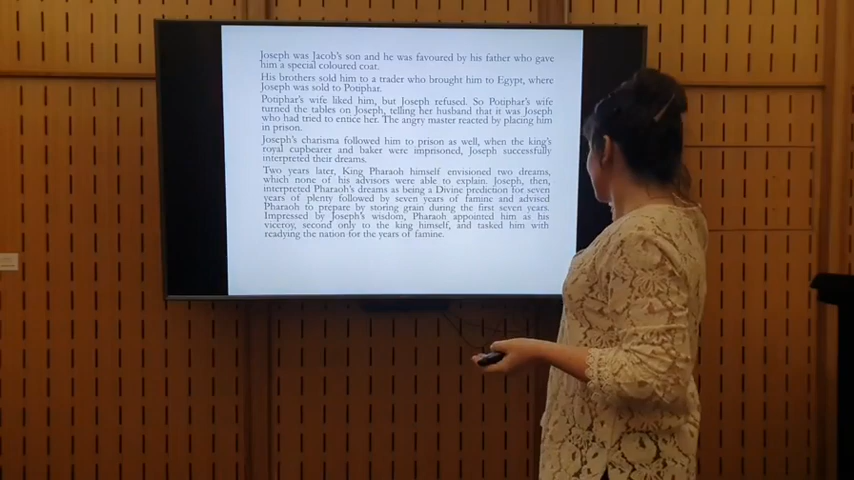 Joseph was Jacob's son and he was favoured by his father who gave
him a special coloured coat.
His brothers sold him to a trader who brought him to Egypt, where
Joseph was sold to Potiphar.
Potiphar's wife liked him, but Joseph refused. So Potiphar's wife
turned the tables on Joseph, telling her husband that it was Joseph
who had tried to entice her. The angry master reacted by placing him
in prison.
Joseph's charisma followed him to prison as well, when the king's
royal cupbearer and baker were imprisoned, Joseph successfully
interpreted their dreams.
Two years later, King Pharaoh himself envisioned two dreams,
which none of his advisors were able to explain. Joseph, then,
interpreted Pharaoh's dreams as being a Divine prediction for seven
years of plenty followed by seven years of famine and advised
Pharaoh to prepare by storing grain during the first seven years.
Impressed by Joseph's wisdom, Pharaoh appointed him as his
viceroy, second only to the king himself, and tasked him with
readying the nation for the years of famine.